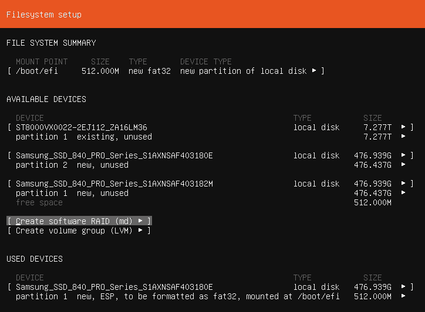 Filesystem setup
FILE SYSTEM SUMMARY
MOUNT POINT SIZE TYPE DEVICE TYPE
[ /boot/efi 512.000M new fat32 new partition of local disk ▸ ]
AVAILABLE DEVICES
DEVICE TYPE SIZE
[ ST8000VX0022-2EJ112_ZA16LM36 local disk 7.277T ▸ ]
partition 1 existing, unused 7.277T ▸
[ Samsung_SSD_840_PRO_Series_S1AXNSAF403180E local disk 476.939G ▸ ]
partition 2 new, unused 476.437G ▸
[ Samsung_SSD_840_PRO_Series_S1AXNSAF403182M local disk 476.939G ▸ ]
partition 1 new, unused 476.437G ▸
free space 512.000M
[ Create software RAID (md) ▸ ]
[ Create volume group (LVM) ▸ ]
USED DEVICES
DEVICE TYPE SIZE
[ Samsung_SSD_840_PRO_Series_S1AXNSAF403180E local disk 476.939G ▸ ]
partition 1 new, ESP, to be formatted as fat32, mounted at /boot/efi 512.000M ▸